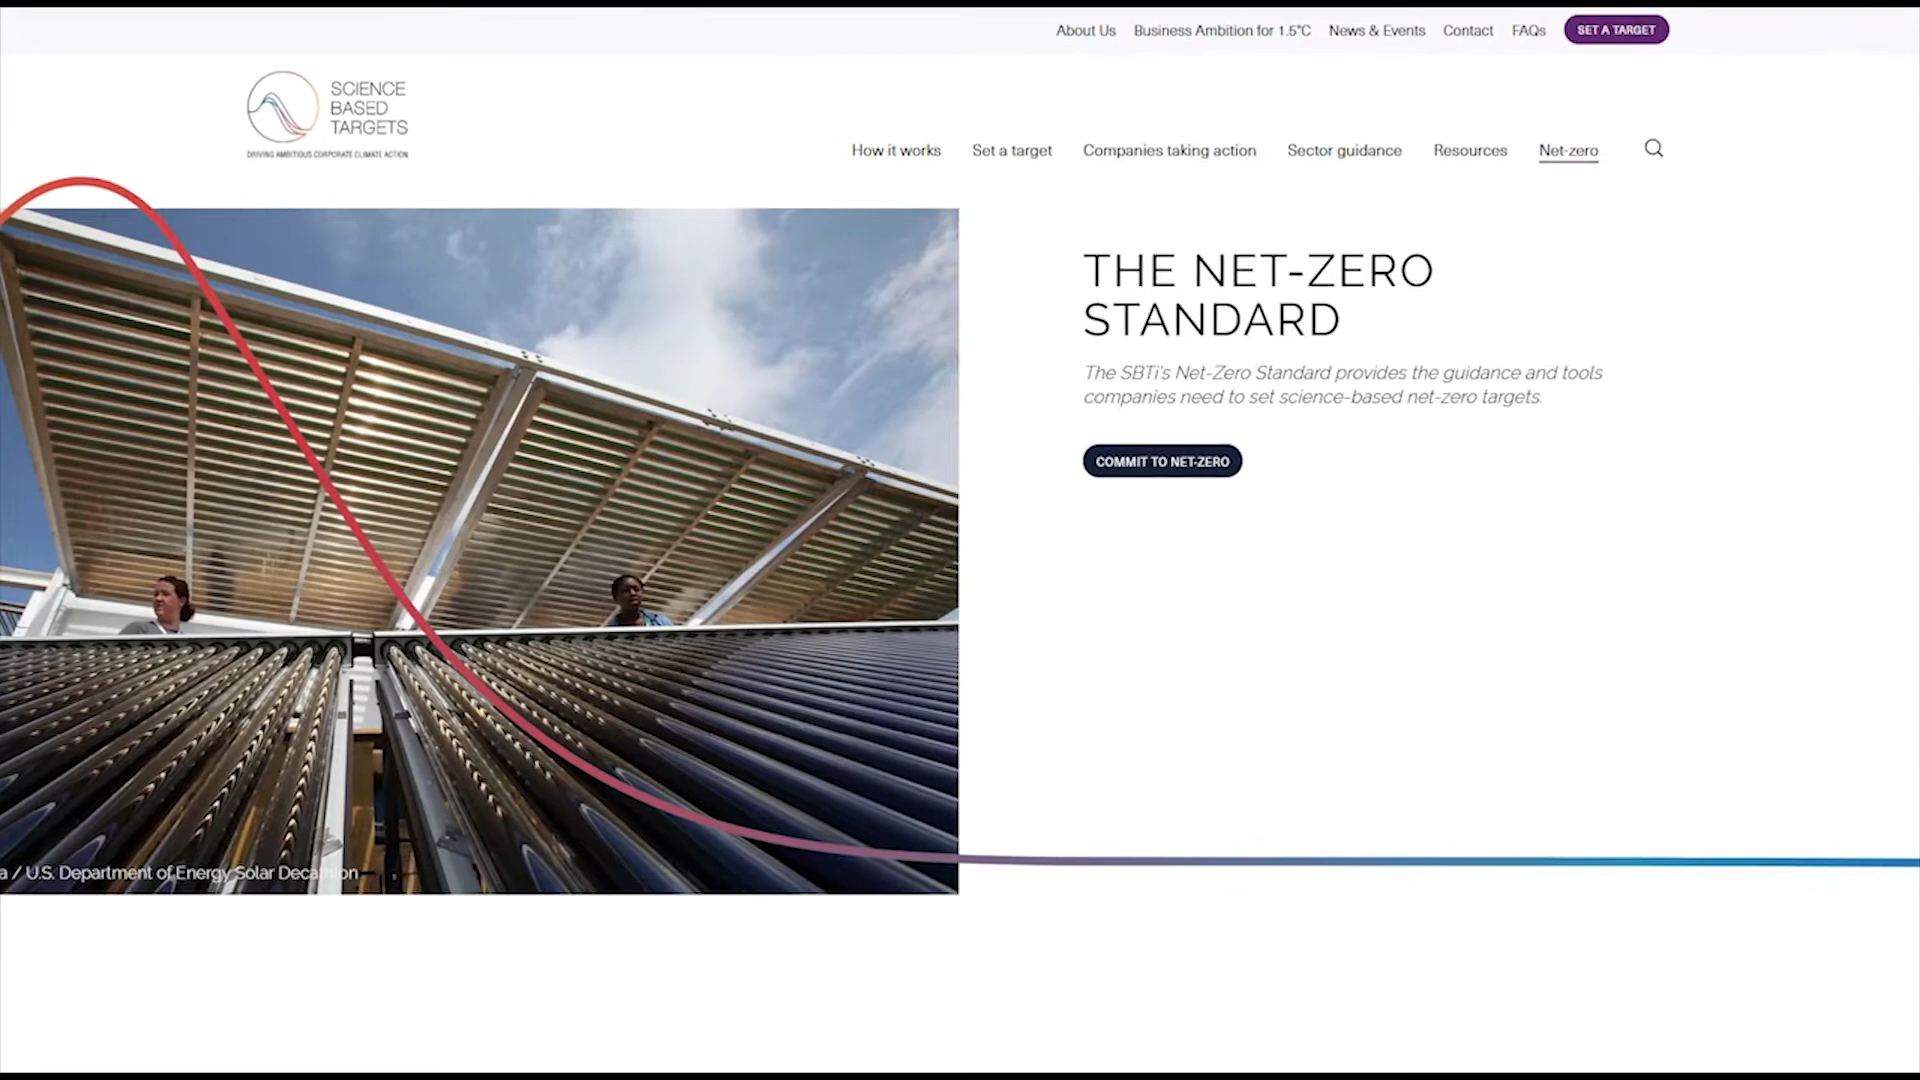 About Us Business Ambition for 1.5°C News & Events Contact FAQs SET A TARGET
SCIENCE
BASED
TARGETS
DRIVING AMBITIOUS CORPORATE CLIMATE ACTION
How it works Set a target Companies taking action Sector guidance Resources Net-zero
THE NET-ZERO
STANDARD
The SBTi's Net-Zero Standard provides the guidance and tools
companies need to set science-based net-zero targets.
COMMIT TO NET-ZERO
a / U.S. Department of Energy Solar Decathlon